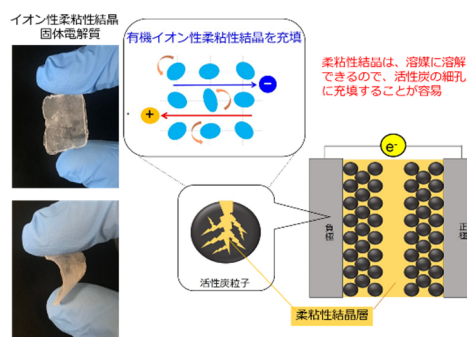 イオン性柔粘性結晶
固体電解質
有機イオン性柔粘性結晶を充填
−
+
柔粘性結晶は、溶媒に溶解
できるので、活性炭の細孔
に充填することが容易
e-
負極
正極
活性炭粒子
柔粘性結晶層